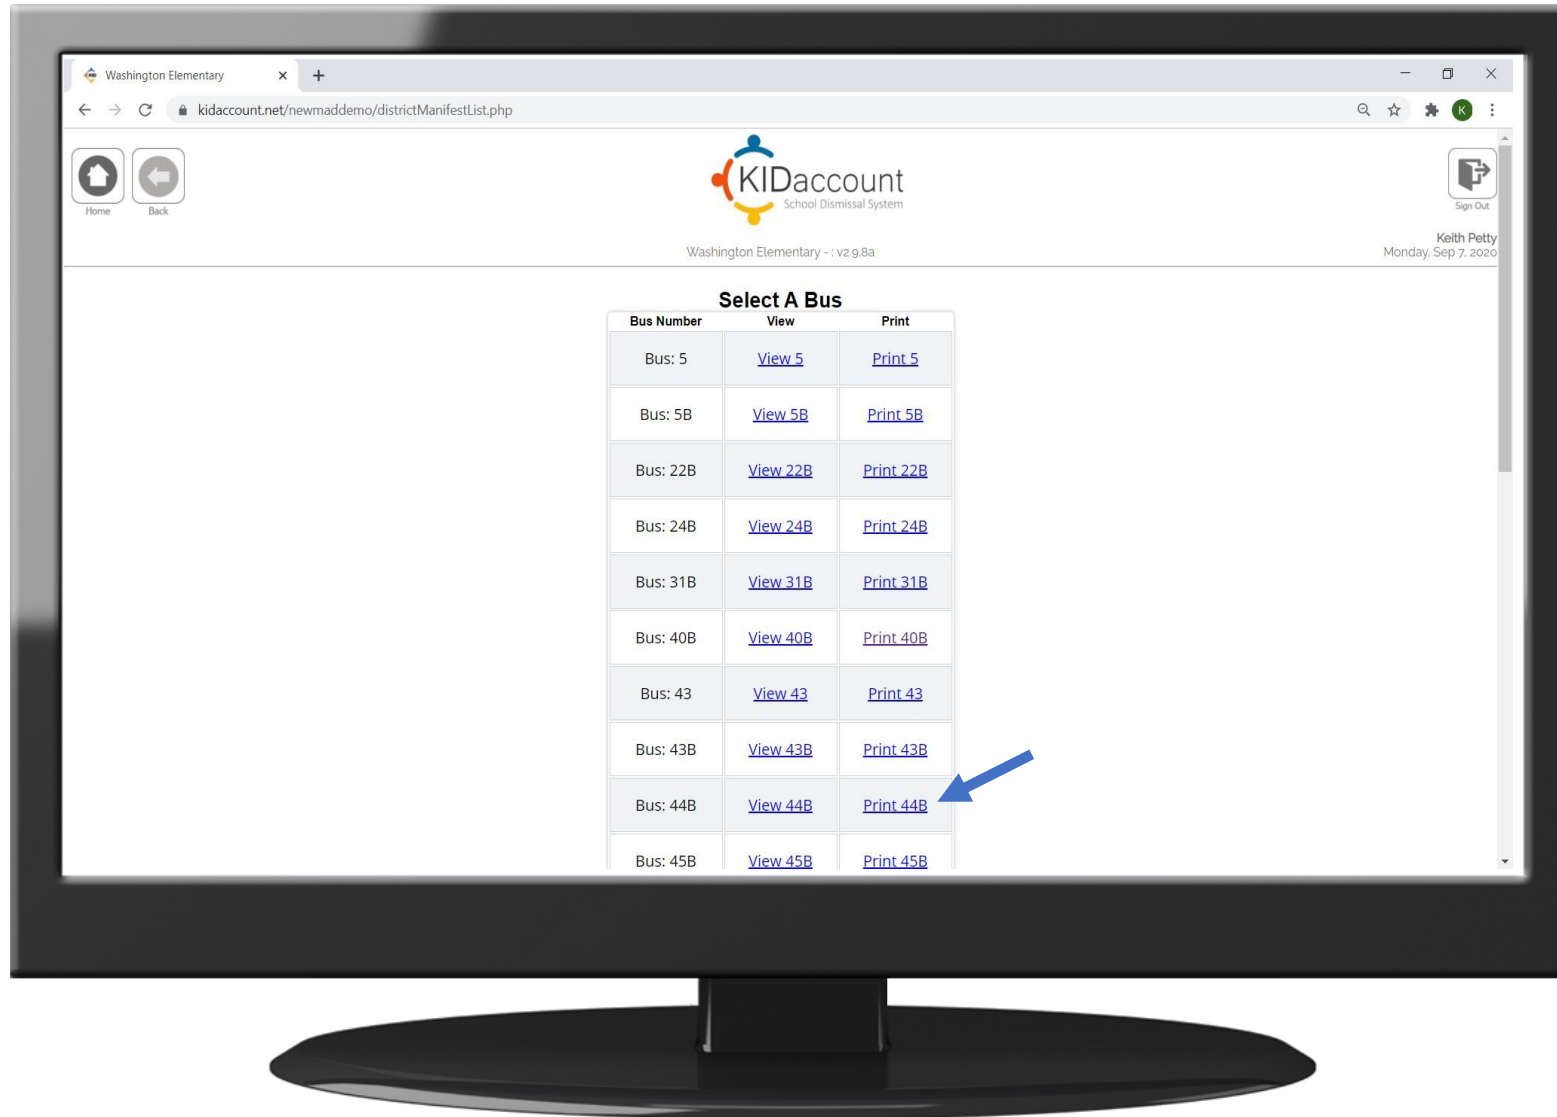 Washington Elementary
kidaccount.net/newmaddemo/districtManifestList.php
K
Home
Back
KIDaccount
School Dismissal System
Sign Out
Washington Elementary - : v2.9.8a
Keith Petty
Monday, Sep 7, 2020
Select A Bus
Bus Number View Print
Bus: 5 View 5 Print 5
Bus: 5B View 5B Print 5B
Bus: 22B View 22B Print 22B
Bus: 24B View 24B Print 24B
Bus: 31B View 31B Print 31B
Bus: 40B View 40B Print 40B
Bus: 43 View 43 Print 43
Bus: 43B View 43B Print 43B
Bus: 44B View 44B Print 44B
Bus: 45B View 45B Print 45B